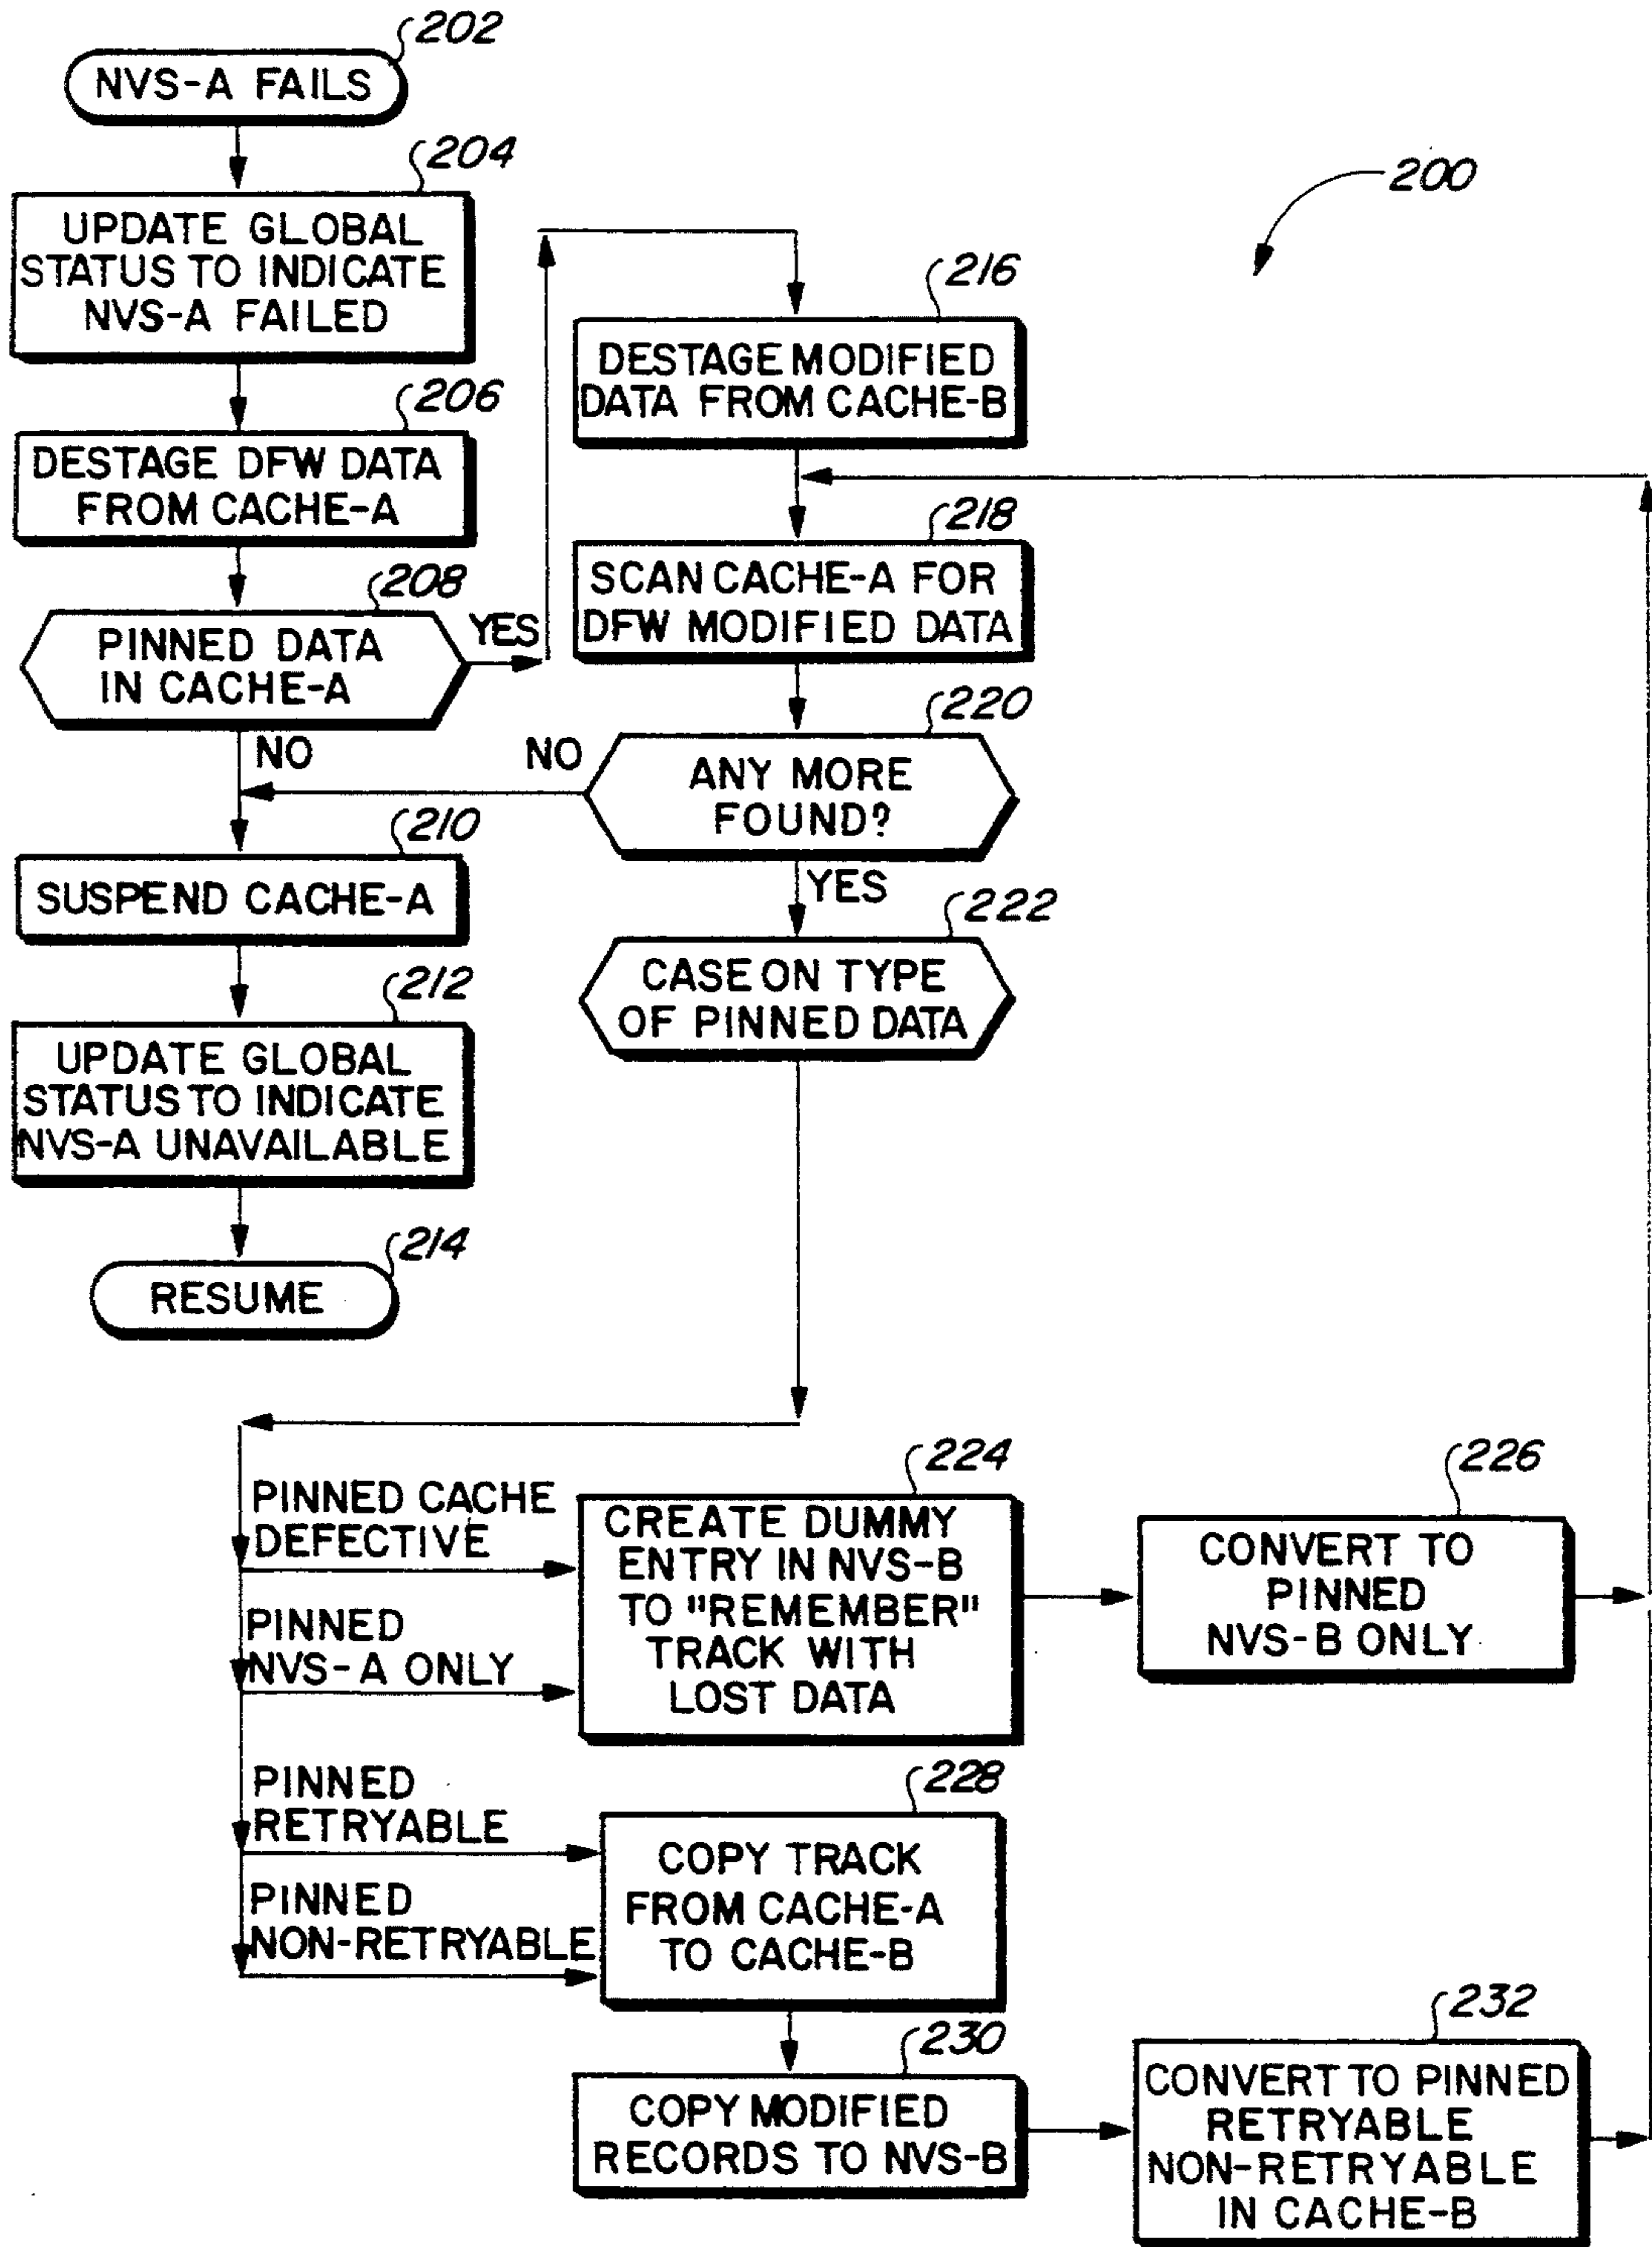 202
NVS-A FAILS
204
UPDATE GLOBAL
STATUS TO INDICATE
NVS-A FAILED
206
DESTAGE DFW DATA
FROM CACHE-A
208
PINNED DATA
IN CACHE-A
YES
NO
210
SUSPEND CACHE-A
212
UPDATE GLOBAL
STATUS TO INDICATE
NVS-A UNAVAILABLE
214
RESUME
200
216
DESTAGE MODIFIED
DATA FROM CACHE-B
218
SCAN CACHE-A FOR
DFW MODIFIED DATA
220
ANY MORE
FOUND?
NO
YES
222
CASE ON TYPE
OF PINNED DATA
PINNED CACHE
DEFECTIVE
PINNED
NVS-A ONLY
224
CREATE DUMMY
ENTRY IN NVS-B
TO "REMEMBER"
TRACK WITH
LOST DATA
226
CONVERT TO
PINNED
NVS-B ONLY
PINNED
RETRYABLE
PINNED
NON-RETRYABLE
228
COPY TRACK
FROM CACHE-A
TO CACHE-B
230
COPY MODIFIED
RECORDS TO NVS-B
232
CONVERT TO PINNED
RETRYABLE
NON-RETRYABLE
IN CACHE-B